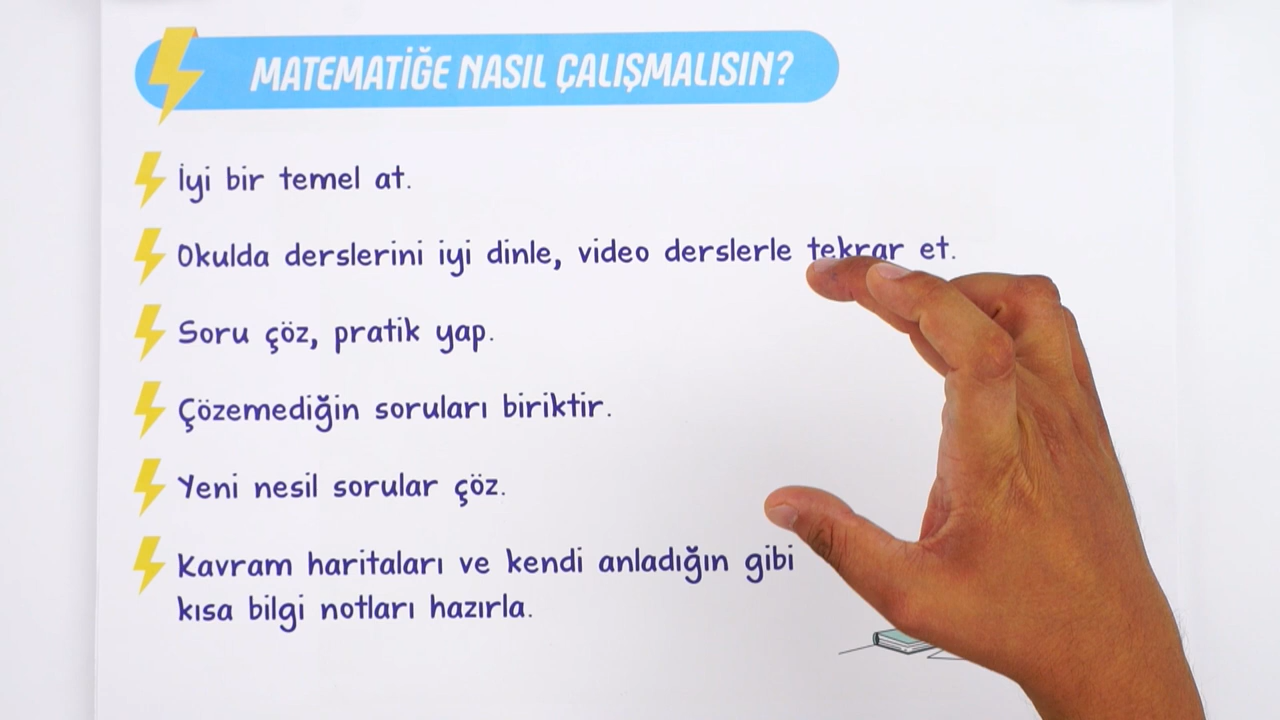 MATEMATİĞE NASIL ÇALIŞMALISIN?
İyi bir temel at.
Okulda derslerini iyi dinle, video derslerle tekrar et.
Soru çöz, pratik yap.
Çözemediğin soruları biriktir.
Yeni nesil sorular çöz.
Kavram haritaları ve kendi anladığın gibi
kısa bilgi notları hazırla.